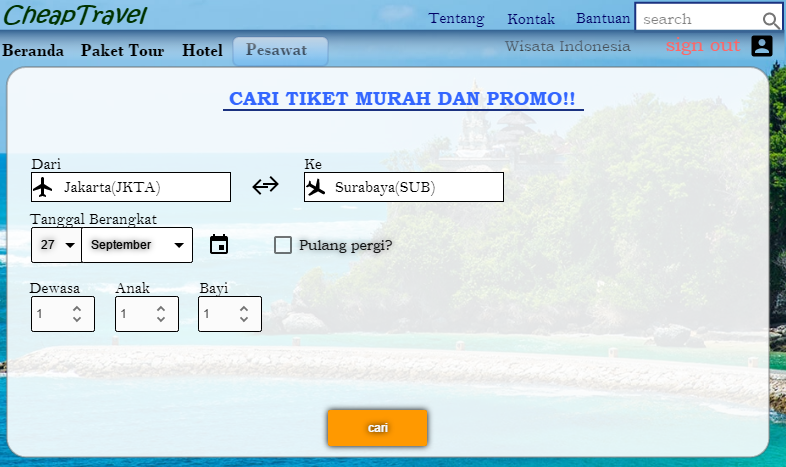 CheapTravel
Tentang Kontak Bantuan search
Beranda Paket Tour Hotel Pesawat Wisata Indonesia sign out
CARI TIKET MURAH DAN PROMO!!
Dari Ke
Jakarta(JKTA) Surabaya(SUB)
Tanggal Berangkat
27 September Pulang pergi?
Dewasa Anak Bayi
1 1 1
cari